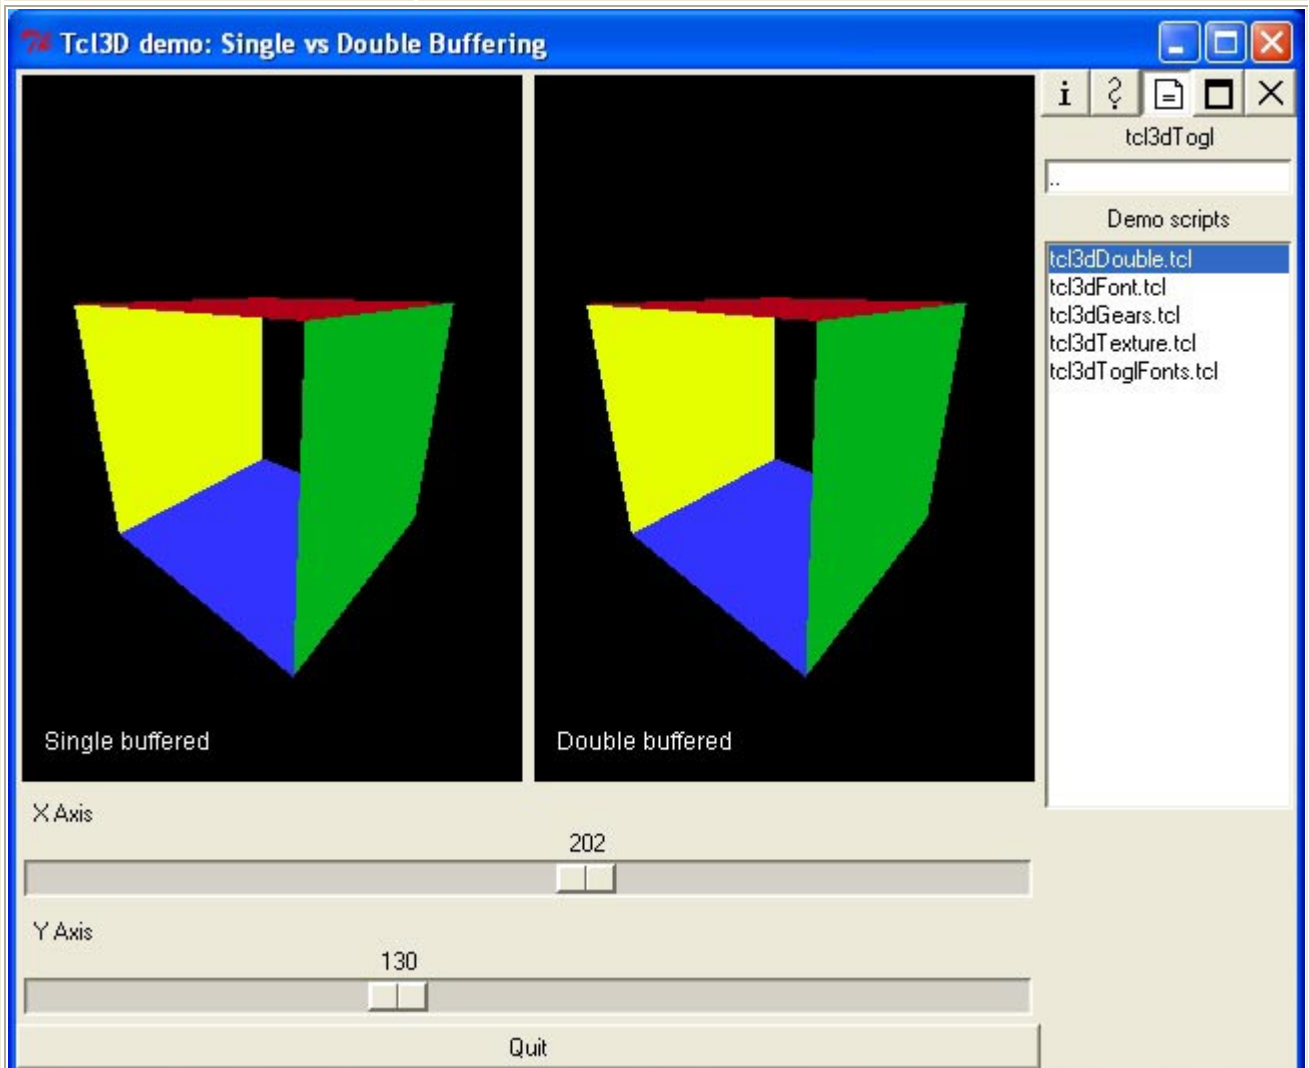 Tcl3D demo: Single vs Double Buffering
i ?
tcl3dTogl
..
Demo scripts
tcl3dDouble.tcl
tcl3dFont.tcl
tcl3dGears.tcl
tcl3dTexture.tcl
tcl3dToglFonts.tcl
Single buffered
Double buffered
X Axis
202
Y Axis
130
Quit